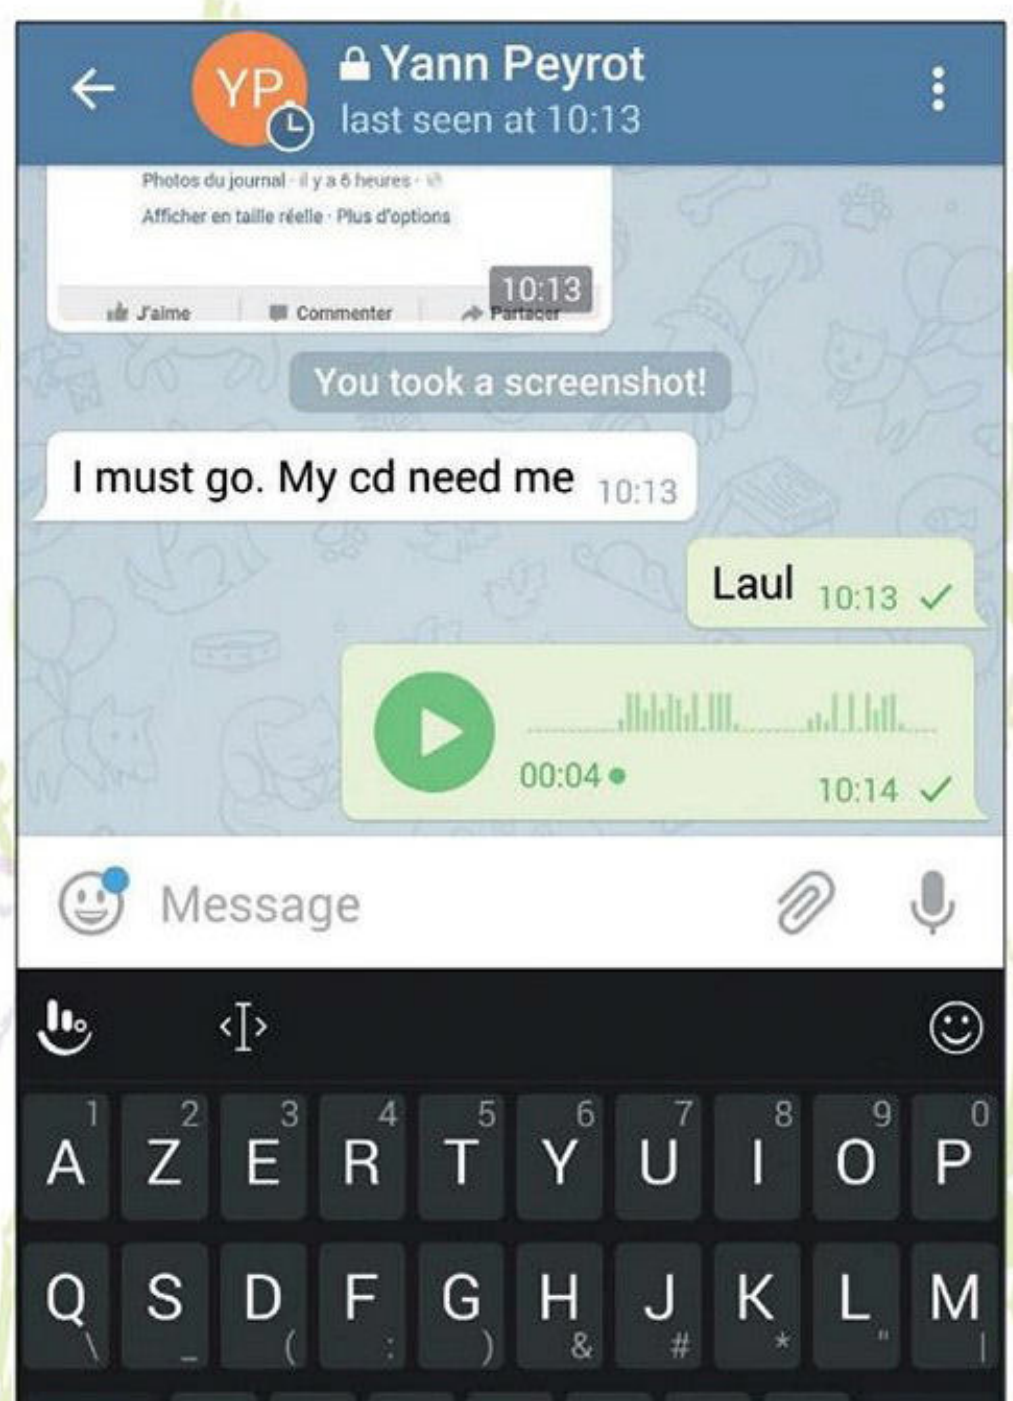 YP
Yann Peyrot
last seen at 10:13
Photos du journal · il y a 6 heures ·
Afficher en taille réelle · Plus d'options
10:13
J'aime Commenter Partager
You took a screenshot!
I must go. My cd need me 10:13
Laul 10:13
00:04 10:14
Message
1 2 3 4 5 6 7 8 9 0
A Z E R T Y U I O P
Q S D F G H J K L M
\ _ ( : ) & # * " |